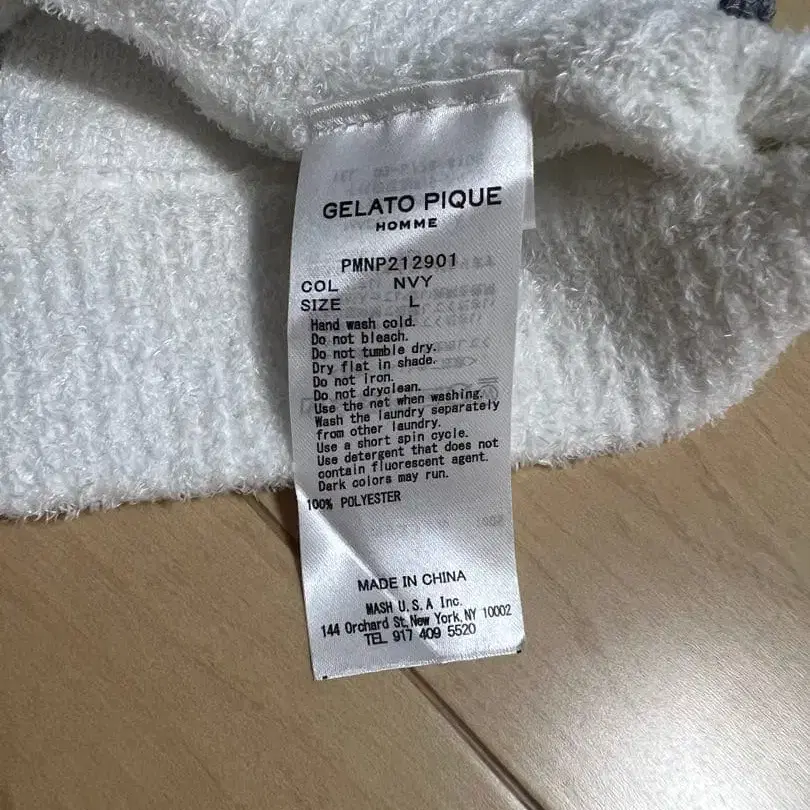 GELATO PIQUE
HOMME
PMNP212901
COL NVY
SIZE L
Hand wash cold.
Do not bleach.
Do not tumble dry.
Dry flat in shade.
Do not iron.
Do not dryclean.
Use the net when washing.
Wash the laundry separately
from other laundry.
Use a short spin cycle.
Use detergent that does not
contain fluorescent agent.
Dark colors may run.
100% POLYESTER
MADE IN CHINA
MASH U.S.A Inc.
144 Orchard St,New York,NY 10002
TEL 917 409 5520